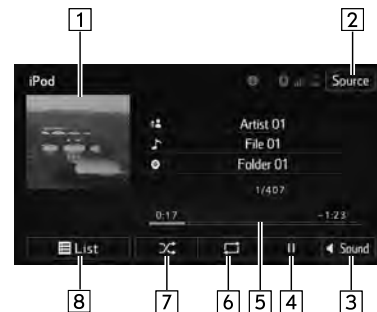 1
2
iPod
Source
Artist 01
File 01
Folder 01
1/407
0:17
-1:23
List
Sound
8
7
6
5
4
3